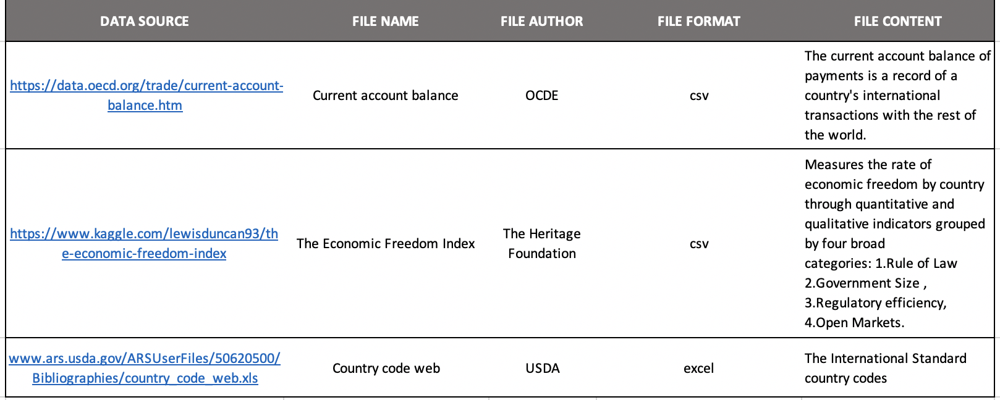 DATA SOURCE FILE NAME FILE AUTHOR FILE FORMAT FILE CONTENT
https://data.oecd.org/trade/current-account-
balance.htm
Current account balance
OCDE
csv
The current account balance of
payments is a record of a
country's international
transactions with the rest of
the world.
https://www.kaggle.com/lewisduncan93/th
e-economic-freedom-index
The Economic Freedom Index
The Heritage
Foundation
csv
Measures the rate of
economic freedom by country
through quantitative and
qualitative indicators grouped
by four broad
categories: 1.Rule of Law
2.Government Size ,
3.Regulatory efficiency,
4.Open Markets.
www.ars.usda.gov/ARSUserFiles/50620500/
Bibliographies/country_code_web.xls
Country code web
USDA
excel
The International Standard
country codes